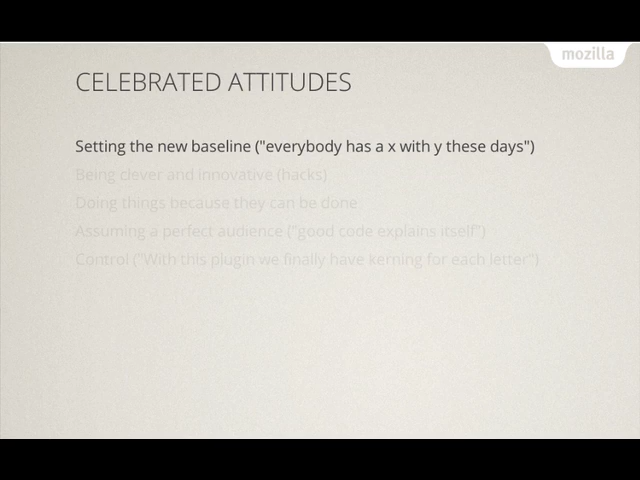 mozilla
CELEBRATED ATTITUDES
Setting the new baseline ("everybody has a x with y these days")
Being clever and innovative (hacks)
Doing things because they can be done
Assuming a perfect audience ("good code explains itself")
Control ("With this plugin we finally have kerning for each letter")